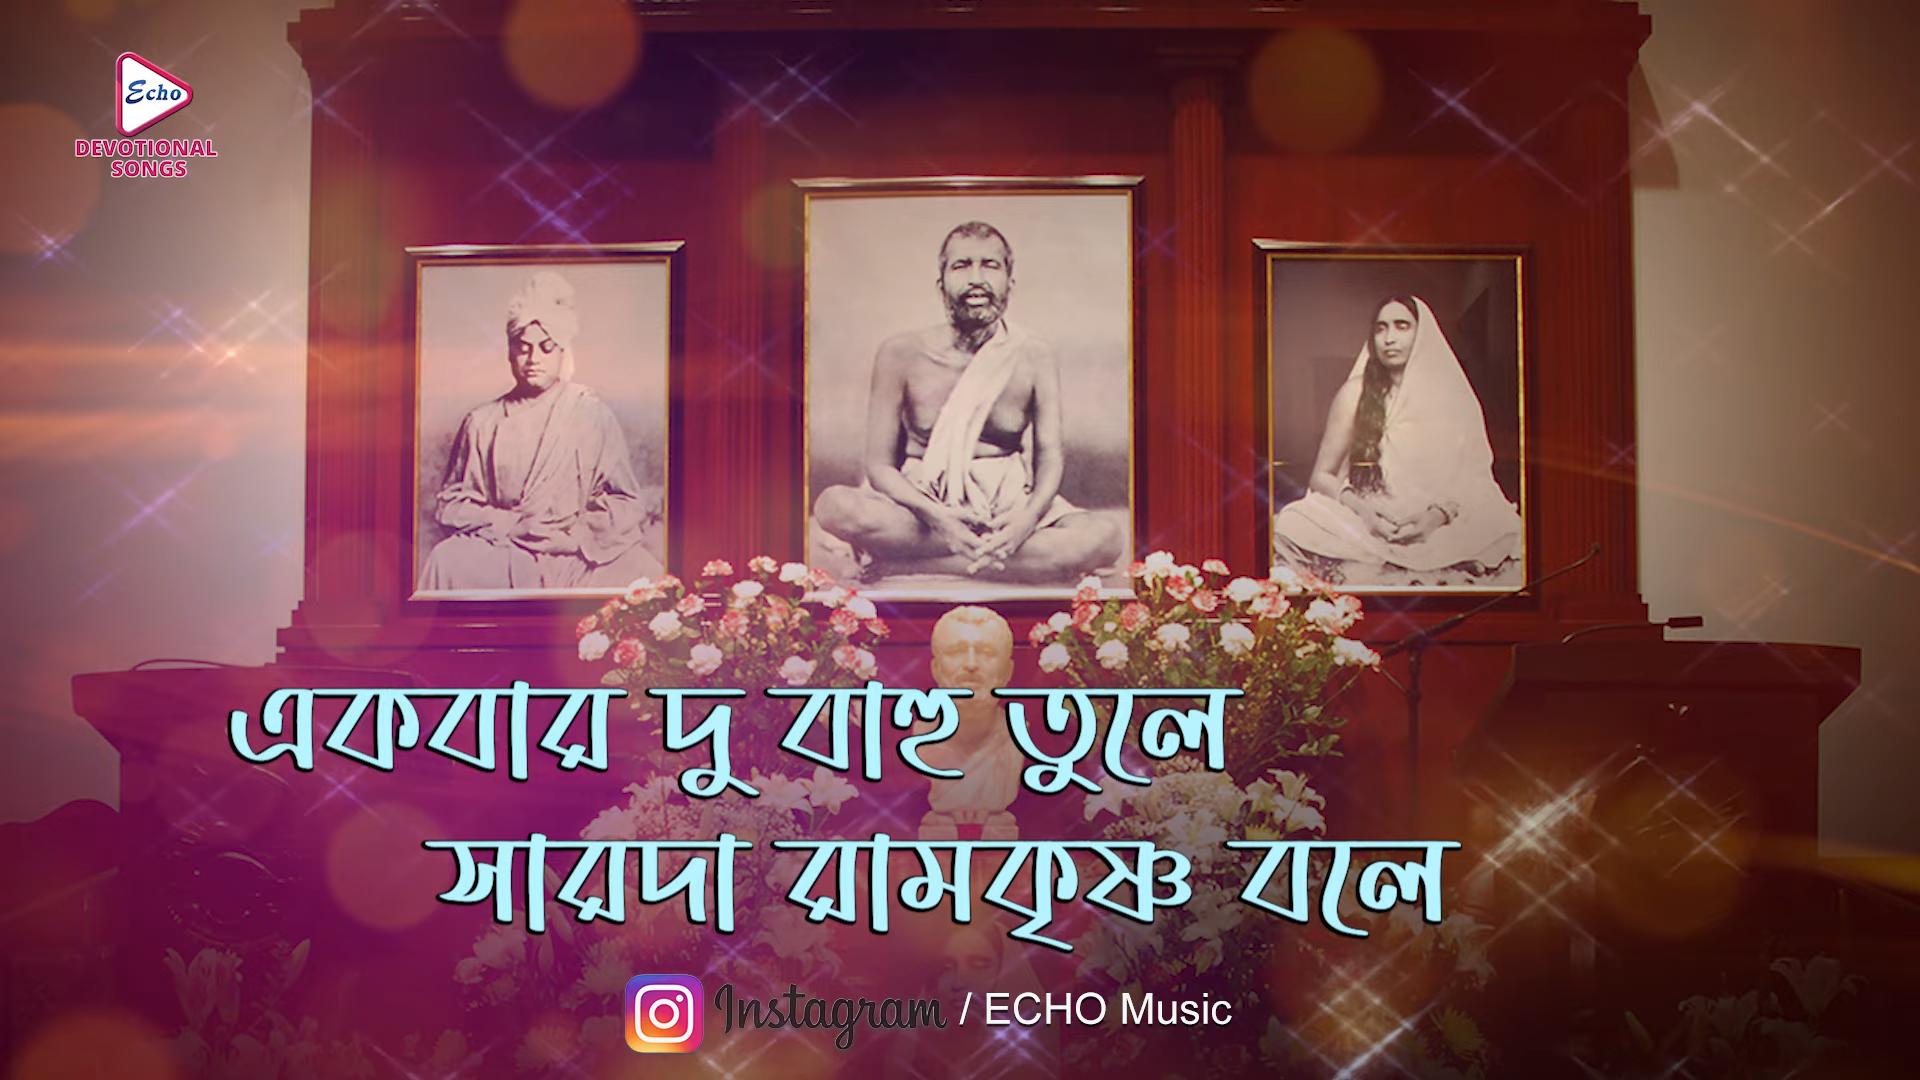 Echo
DEVOTIONAL
SONGS
একবার দু বাহু তুলে
সারদা রামকৃষ্ণ বলে
Instagram / ECHO Music